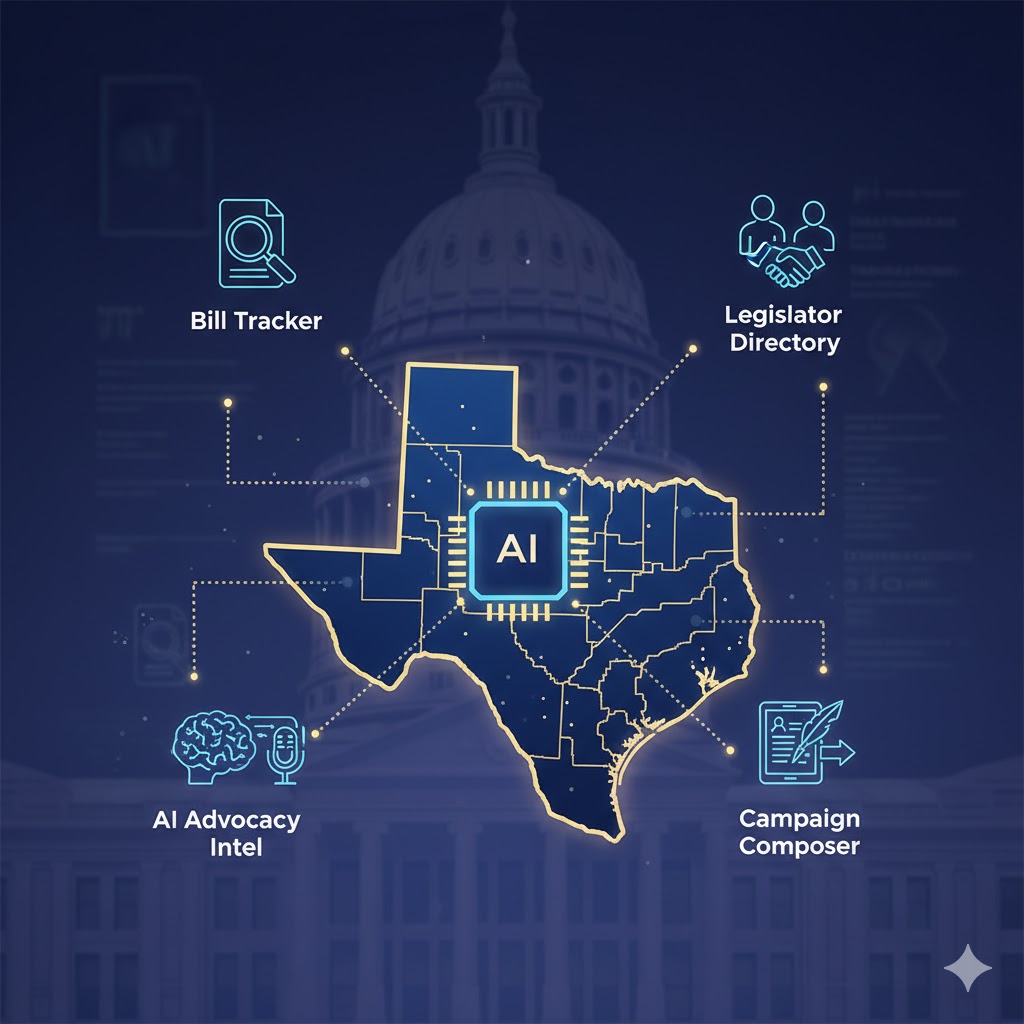 Bill Tracker
Legislator
Directory
AI
AI Advocacy
Intel
Campaign
Composer